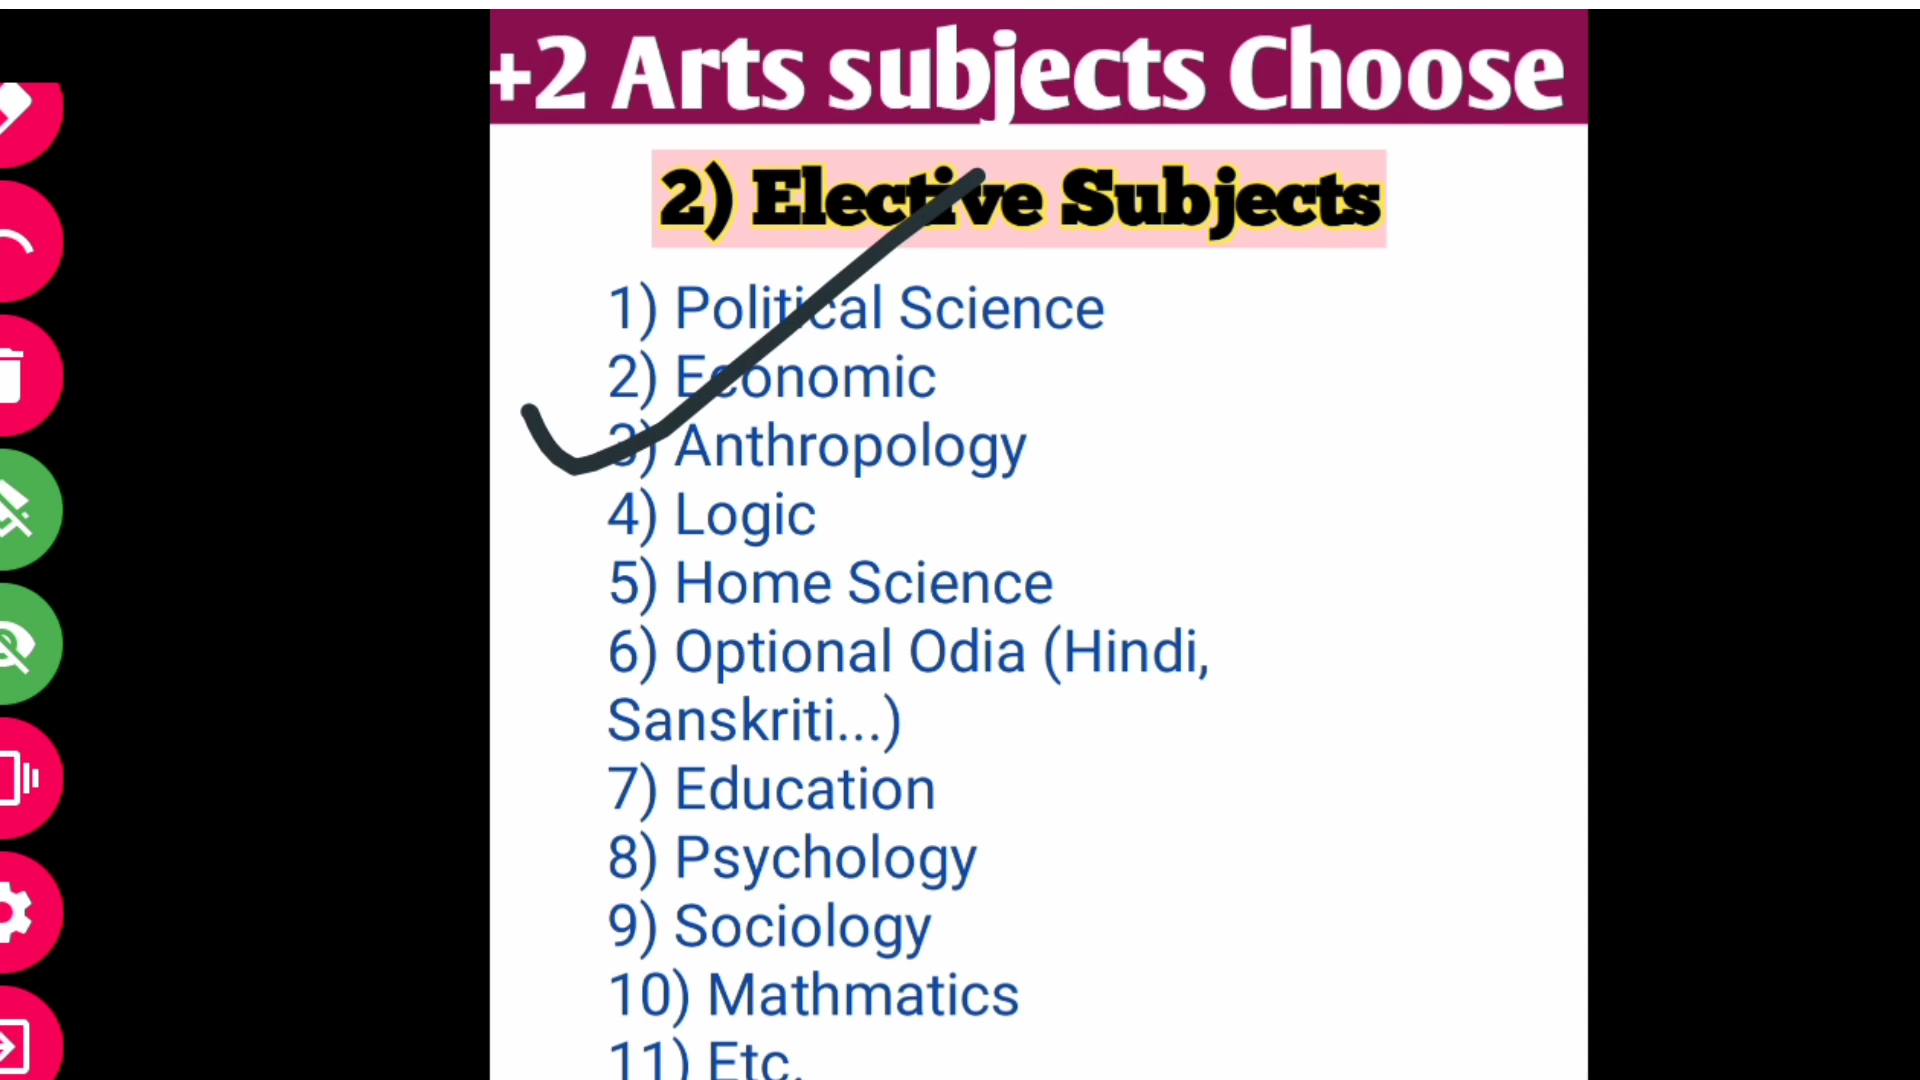 +2 Arts subjects Choose
2) Elective Subjects
1) Political Science
2) Economic
3) Anthropology
4) Logic
5) Home Science
6) Optional Odia (Hindi,
Sanskriti...)
7) Education
8) Psychology
9) Sociology
10) Mathmatics
11) Etc.